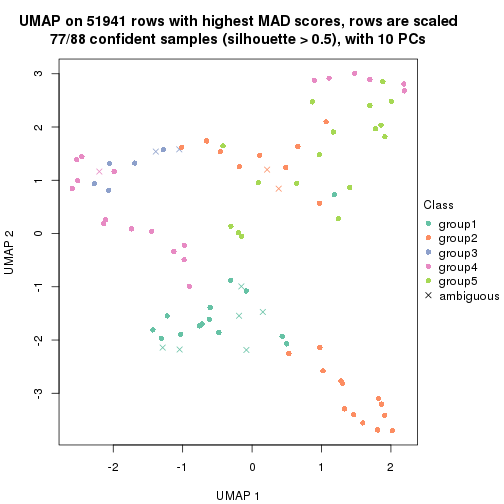 UMAP on 51941 rows with highest MAD scores, rows are scaled
77/88 confident samples (silhouette > 0.5), with 10 PCs
3
2
1
0
-1
-2
-3
UMAP 2
-2
-1
0
1
2
UMAP 1
Class
group1
group2
group3
group4
group5
ambiguous